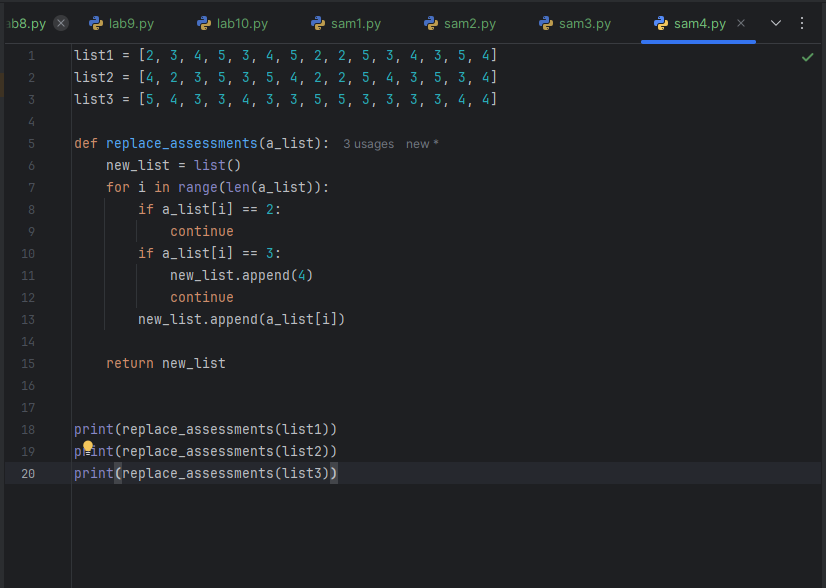 ab8.py lab9.py lab10.py sam1.py sam2.py sam3.py sam4.py
1 list1 = [2, 3, 4, 5, 3, 4, 5, 2, 2, 5, 3, 4, 3, 5, 4]
2 list2 = [4, 2, 3, 5, 3, 5, 4, 2, 2, 5, 4, 3, 5, 3, 4]
3 list3 = [5, 4, 3, 3, 4, 3, 3, 5, 5, 3, 3, 3, 3, 4, 4]
4
5 def replace_assessments(a_list): 3 usages new *
6     new_list = list()
7     for i in range(len(a_list)):
8         if a_list[i] == 2:
9             continue
10         if a_list[i] == 3:
11             new_list.append(4)
12             continue
13         new_list.append(a_list[i])
14
15     return new_list
16
17
18 print(replace_assessments(list1))
19 print(replace_assessments(list2))
20 print(replace_assessments(list3))